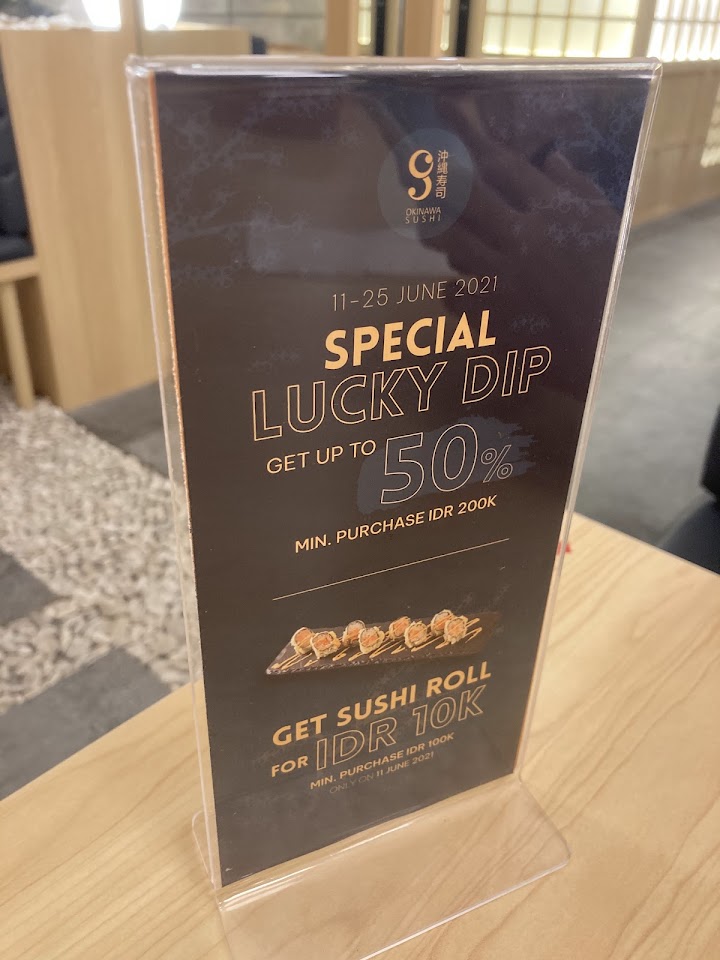 沖縄寿司
OKINAWA
SUSHI
11-25 JUNE 2021
SPECIAL
LUCKY DIP
GET UP TO 50%
MIN. PURCHASE IDR 200K
GET SUSHI ROLL
FOR IDR 10K
MIN. PURCHASE IDR 100K
ONLY ON 11 JUNE 2021